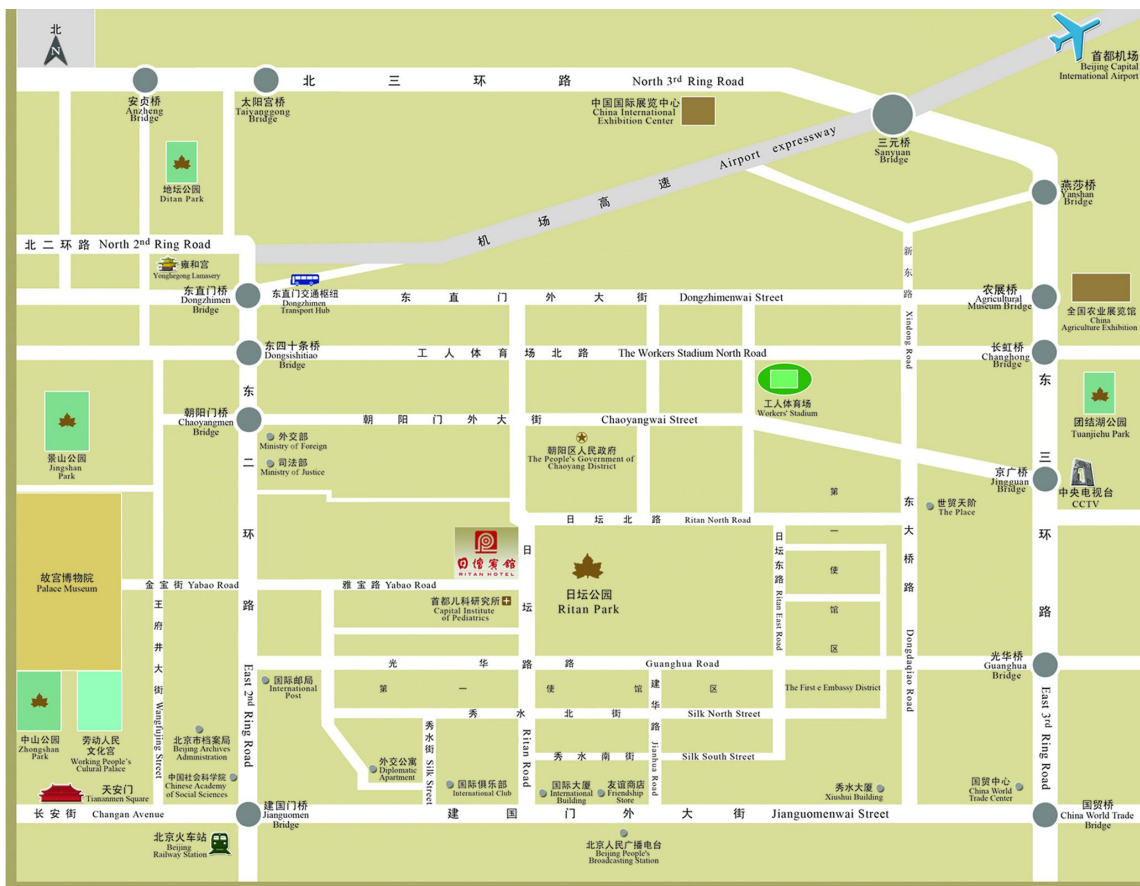 北
N
首都机场
Beijing Capital
International Airport
北三环路 North 3rd Ring Road
安贞桥
Anzheng
Bridge
太阳宫桥
Taiyanggong
Bridge
中国国际展览中心
China International
Exhibition Center
机场高速 Airport expressway
三元桥
Sanyuan
Bridge
燕莎桥
Yanshan
Bridge
地坛公园
Ditan Park
北二环路 North 2nd Ring Road
雍和宫
Yonghegong Lamasery
新东路 Xindong Road
东直门桥
Dongzhimen
Bridge
东直门交通枢纽
Dongzhimen
Transport Hub
东直门外大街 Dongzhimenwai Street
农展桥
Agricultural
Museum Bridge
全国农业展览馆
China
Agriculture Exhibition
东四十条桥
Dongsishitiao
Bridge
工人体育场北路 The Workers Stadium North Road
长虹桥
Changhong
Bridge
工人体育场
Workers' Stadium
团结湖公园
Tuanjiehu Park
朝阳门桥
Chaoyangmen
Bridge
朝阳门外大街 Chaoyangwai Street
外交部
Ministry of Foreign
司法部
Ministry of Justice
朝阳区人民政府
The People's Government of
Chaoyang District
景山公园
Jingshan
Park
京广桥
Jingguan
Bridge
中央电视台
CCTV
世贸天阶
The Place
日坛北路 Ritan North Road
东二环路 East 2nd Ring Road
东三环路 East 3rd Ring Road
东大桥路 Dongdaqiao Road
日坛宾馆
RITAN HOTEL
日坛路 Ritan Road
日坛公园
Ritan Park
日坛东路 Ritan East Road
第一使馆区
故宫博物院
Palace Museum
金宝街 Yabao Road
雅宝路 Yabao Road
首都儿科研究所
Capital Institute
of Pediatrics
王府井大街 Wangfujing Street
光华路 Guanghua Road
光华桥
Guanghua
Bridge
国际邮局
International
Post
第一使馆区 The First e Embassy District
建华路 Jianhua Road
秀水北街 Silk North Street
中山公园
Zhongshan
Park
劳动人民
文化宫
Working People's
Cutural Palace
北京市档案局
Beijing Archives
Administration
秀水街 Silk Street
秀水南街 Silk South Street
外交公寓
Diplomatic
Apartment
中国社会科学院
Chinese Academy
of Social Sciences
国际俱乐部
International Club
国际大厦
International
Building
友谊商店
Friendship
Store
秀水大厦
Xiushui Building
国贸中心
China World
Trade Center
天安门
Tiananmen Square
长安街 Changan Avenue
建国门桥
Jianguomen
Bridge
建国门外大街 Jianguomenwai Street
国贸桥
China World Trade
Bridge
北京火车站
Beijing
Railway Station
北京人民广播电台
Beijing People's
Broadcasting Station